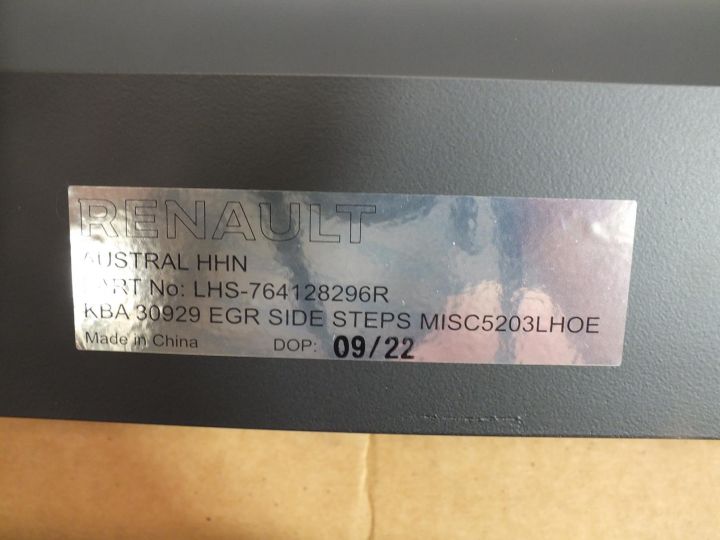 RENAULT
AUSTRAL HHN
PART No: LHS-764128296R
KBA 30929 EGR SIDE STEPS MISC5203LHOE
Made in China DOP: 09/22